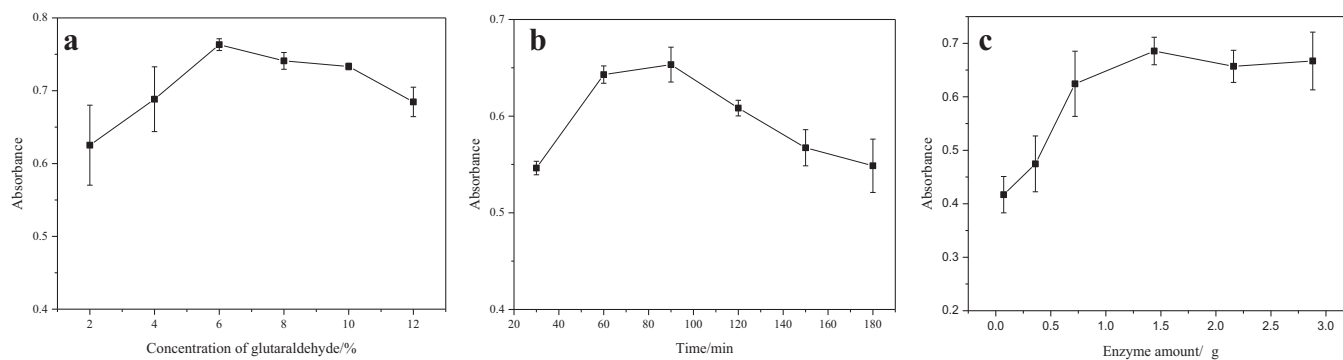 a
0.8
0.7
0.6
0.5
0.4
Absorbance
2 4 6 8 10 12
Concentration of glutaraldehyde/%
b
0.7
0.6
0.5
0.4
Absorbance
20 40 60 80 100 120 140 160 180
Time/min
c
0.7
0.6
0.5
0.4
0.3
0.2
Absorbance
0.0 0.5 1.0 1.5 2.0 2.5 3.0
Enzyme amount/ g